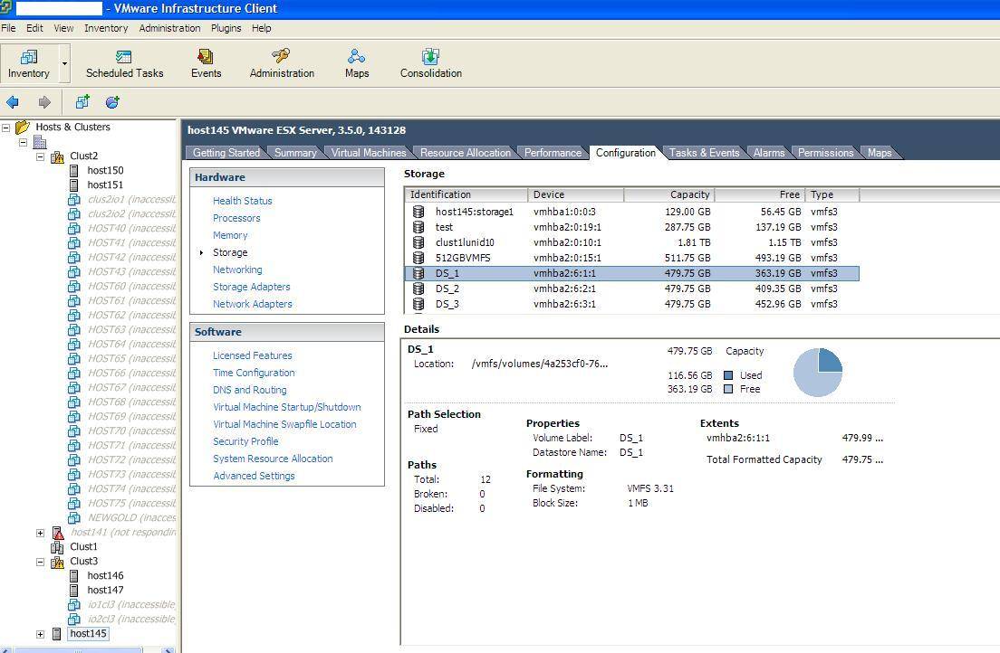 - VMware Infrastructure Client
File Edit View Inventory Administration Plugins Help
Inventory Scheduled Tasks Events Administration Maps Consolidation
Hosts & Clusters
Clust2
host150
host151
clus2io1 (inaccessib
clus2io2 (inaccessib
HOST40 (inaccessib
HOST41 (inaccessib
HOST42 (inaccessib
HOST43 (inaccessib
HOST60 (inaccessib
HOST61 (inaccessib
HOST62 (inaccessib
HOST63 (inaccessib
HOST64 (inaccessib
HOST65 (inaccessib
HOST66 (inaccessib
HOST67 (inaccessib
HOST68 (inaccessib
HOST69 (inaccessib
HOST70 (inaccessib
HOST71 (inaccessib
HOST72 (inaccessib
HOST73 (inaccessib
HOST74 (inaccessib
HOST75 (inaccessib
NEWGOLD (inacces
host141 (not respondin
Clust1
Clust3
host146
host147
io1cl3 (inaccessible
io2cl3 (inaccessible
host145
host145 VMware ESX Server, 3.5.0, 143128
Getting Started Summary Virtual Machines Resource Allocation Performance Configuration Tasks & Events Alarms Permissions Maps
Hardware
Health Status
Processors
Memory
Storage
Networking
Storage Adapters
Network Adapters
Software
Licensed Features
Time Configuration
DNS and Routing
Virtual Machine Startup/Shutdown
Virtual Machine Swapfile Location
Security Profile
System Resource Allocation
Advanced Settings
Storage
Identification Device Capacity Free Type
host145:storage1 vmhba1:0:0:3 129.00 GB 56.45 GB vmfs3
test vmhba2:0:19:1 287.75 GB 137.19 GB vmfs3
clust1lunid10 vmhba2:0:10:1 1.81 TB 1.15 TB vmfs3
512GBVMFS vmhba2:0:15:1 511.75 GB 493.19 GB vmfs3
DS_1 vmhba2:6:1:1 479.75 GB 363.19 GB vmfs3
DS_2 vmhba2:6:2:1 479.75 GB 409.35 GB vmfs3
DS_3 vmhba2:6:3:1 479.75 GB 452.96 GB vmfs3
Details
DS_1 479.75 GB Capacity
Location: /vmfs/volumes/4a253cf0-76...
116.56 GB Used
363.19 GB Free
Path Selection
Fixed
Paths
Total: 12
Broken: 0
Disabled: 0
Properties
Volume Label: DS_1
Datastore Name: DS_1
Formatting
File System: VMFS 3.31
Block Size: 1 MB
Extents
vmhba2:6:1:1 479.99 ...
Total Formatted Capacity 479.75 ...